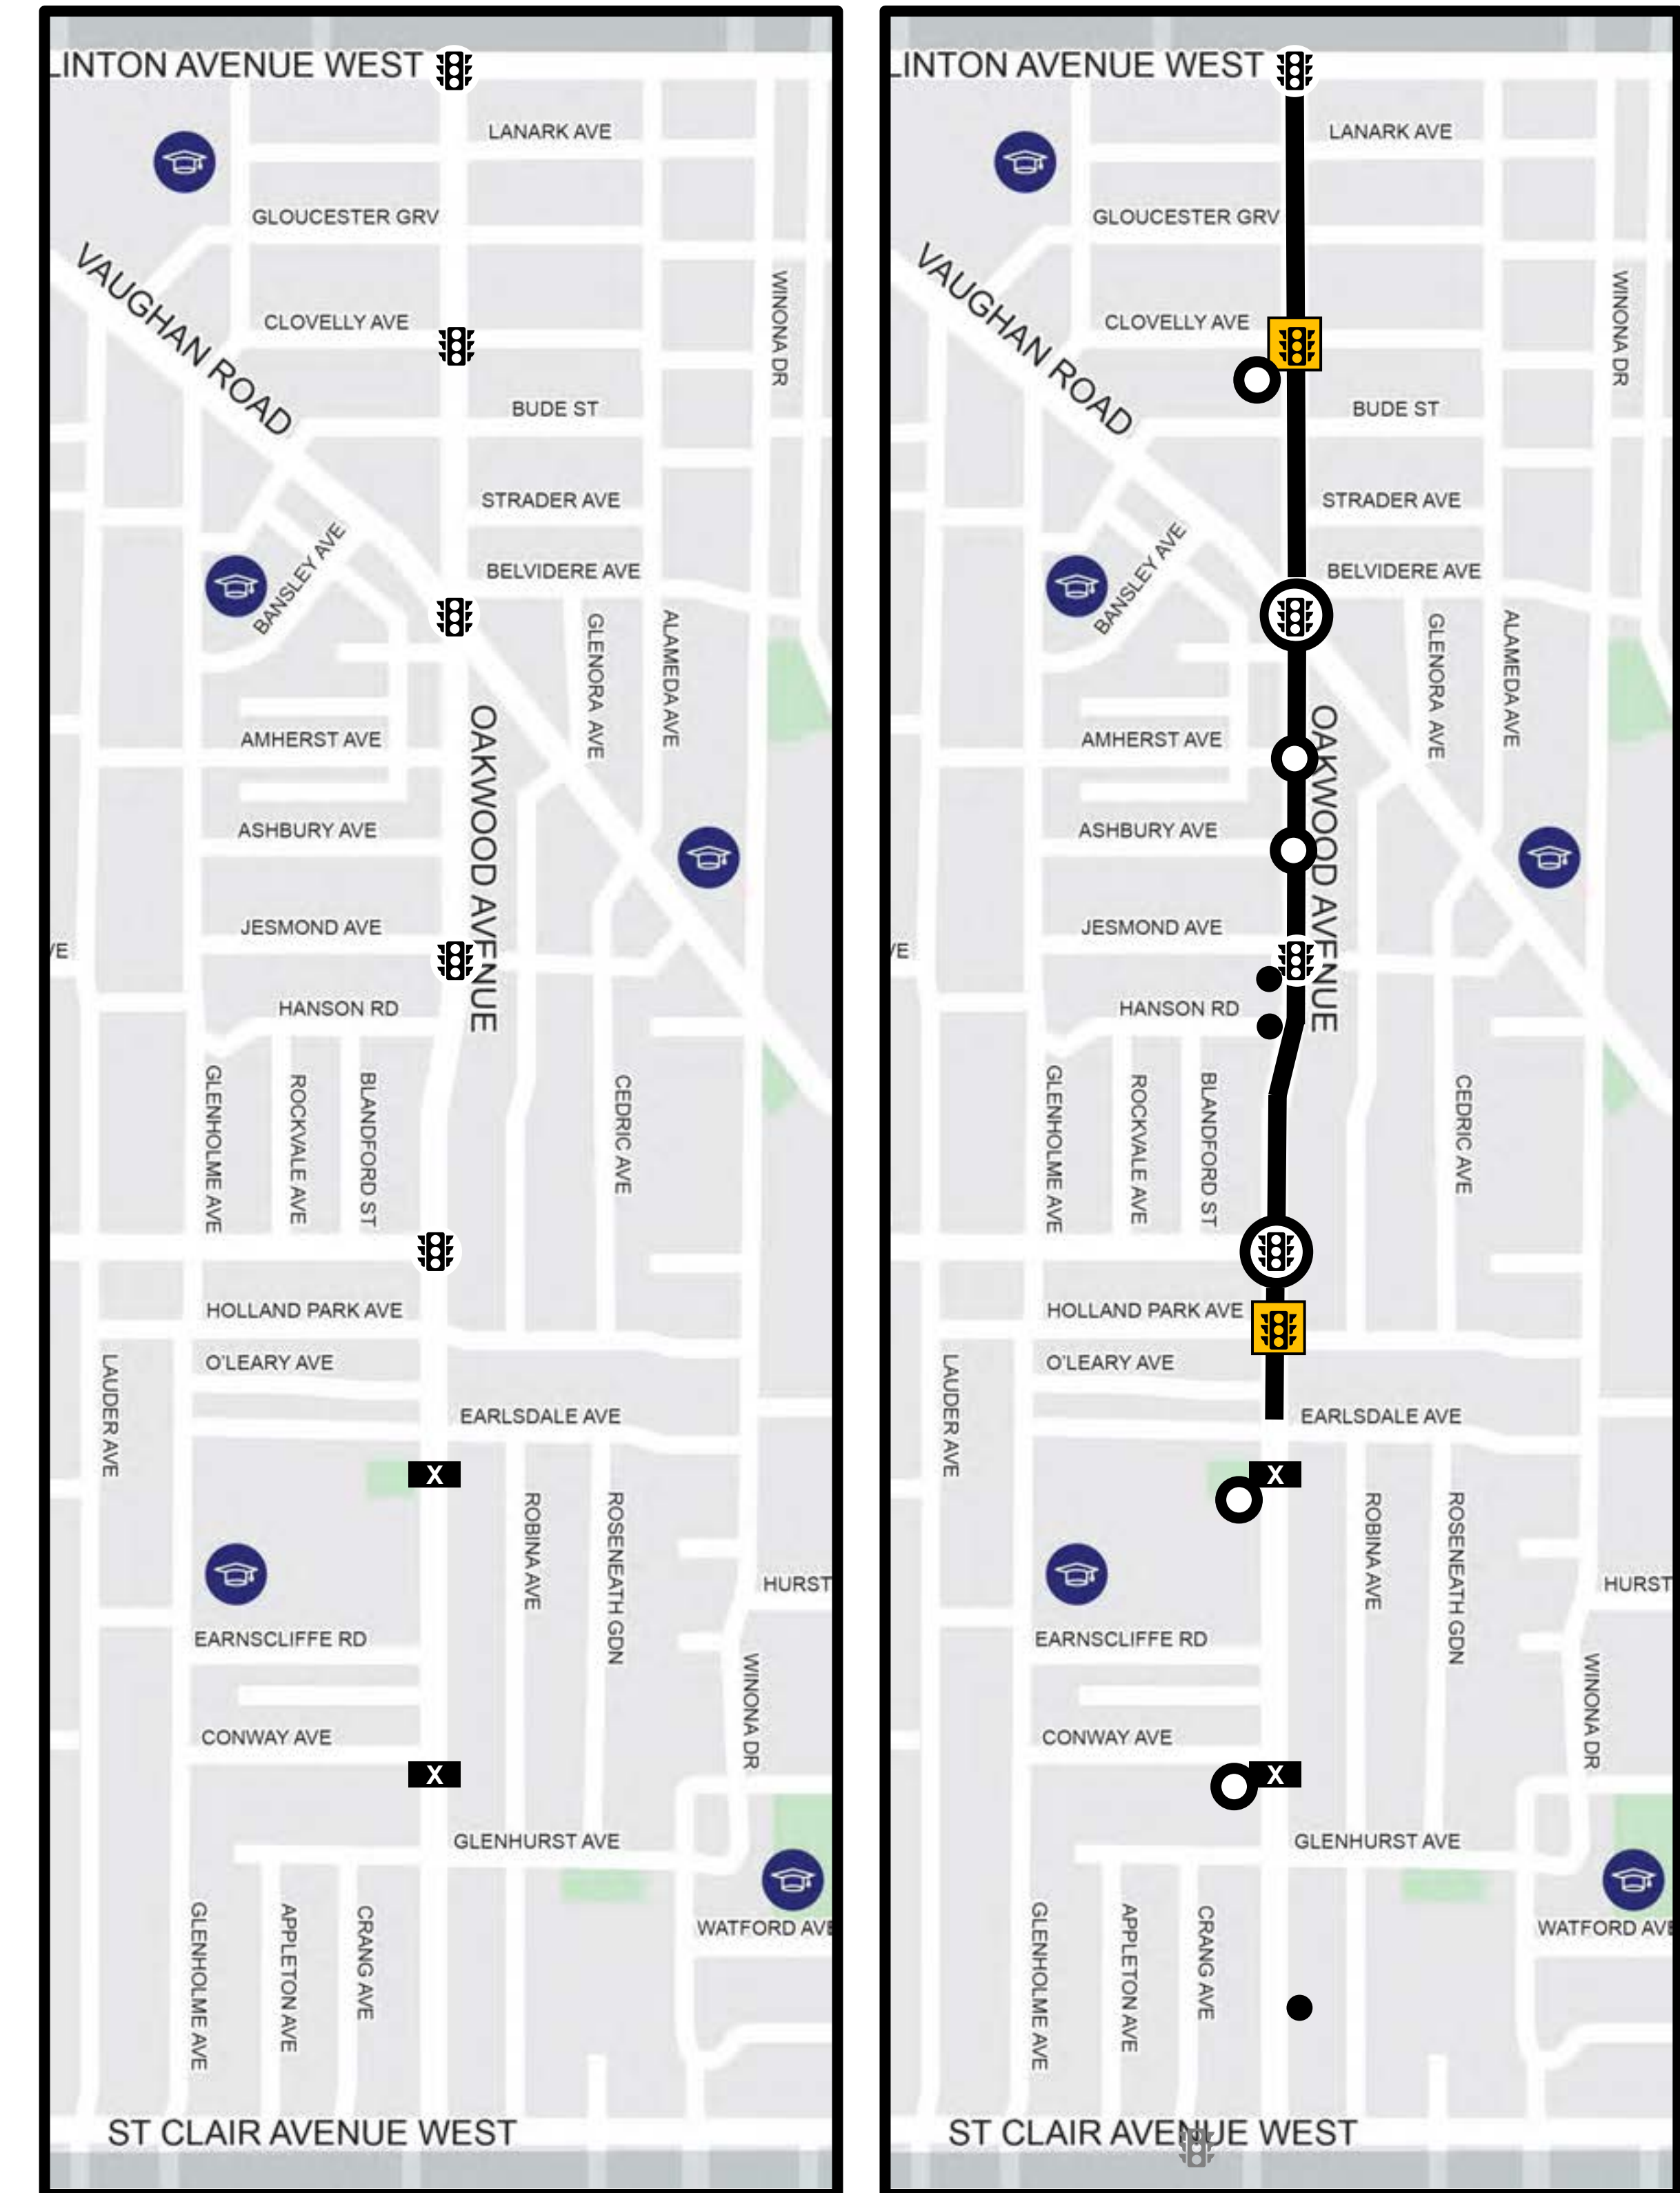 LINTON AVENUE WEST
LANARK AVE
GLOUCESTER GRV
VAUGHAN ROAD
WINONA DR
CLOVELLY AVE
BUDE ST
STRADER AVE
BANSLEY AVE
BELVIDERE AVE
GLENORA AVE
ALAMEDA AVE
OAKWOOD AVENUE
AMHERST AVE
ASHBURY AVE
JESMOND AVE
VE
HANSON RD
GLENHOLME AVE
ROCKVALE AVE
BLANDFORD ST
CEDRIC AVE
HOLLAND PARK AVE
O'LEARY AVE
LAUDER AVE
EARLSDALE AVE
X
ROBINA AVE
ROSENEATH GDN
HURST
EARNSCLIFFE RD
WINONA DR
CONWAY AVE
X
GLENHURST AVE
GLENHOLME AVE
APPLETON AVE
CRANG AVE
WATFORD AVE
ST CLAIR AVENUE WEST
LINTON AVENUE WEST
LANARK AVE
GLOUCESTER GRV
VAUGHAN ROAD
WINONA DR
CLOVELLY AVE
BUDE ST
STRADER AVE
BANSLEY AVE
BELVIDERE AVE
GLENORA AVE
ALAMEDA AVE
OAKWOOD AVENUE
AMHERST AVE
ASHBURY AVE
JESMOND AVE
VE
HANSON RD
GLENHOLME AVE
ROCKVALE AVE
BLANDFORD ST
CEDRIC AVE
HOLLAND PARK AVE
O'LEARY AVE
LAUDER AVE
EARLSDALE AVE
X
ROBINA AVE
ROSENEATH GDN
HURST
EARNSCLIFFE RD
WINONA DR
CONWAY AVE
X
GLENHURST AVE
GLENHOLME AVE
APPLETON AVE
CRANG AVE
WATFORD AVE
ST CLAIR AVENUE WEST